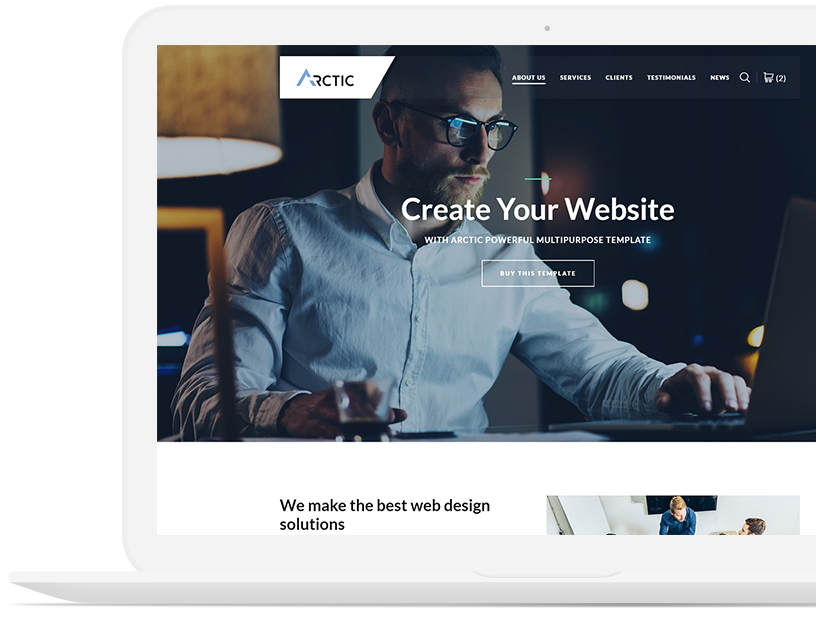 ARCTIC
ABOUT US SERVICES CLIENTS TESTIMONIALS NEWS (2)
Create Your Website
WITH ARCTIC POWERFUL MULTIPURPOSE TEMPLATE
BUY THIS TEMPLATE
We make the best web design
solutions